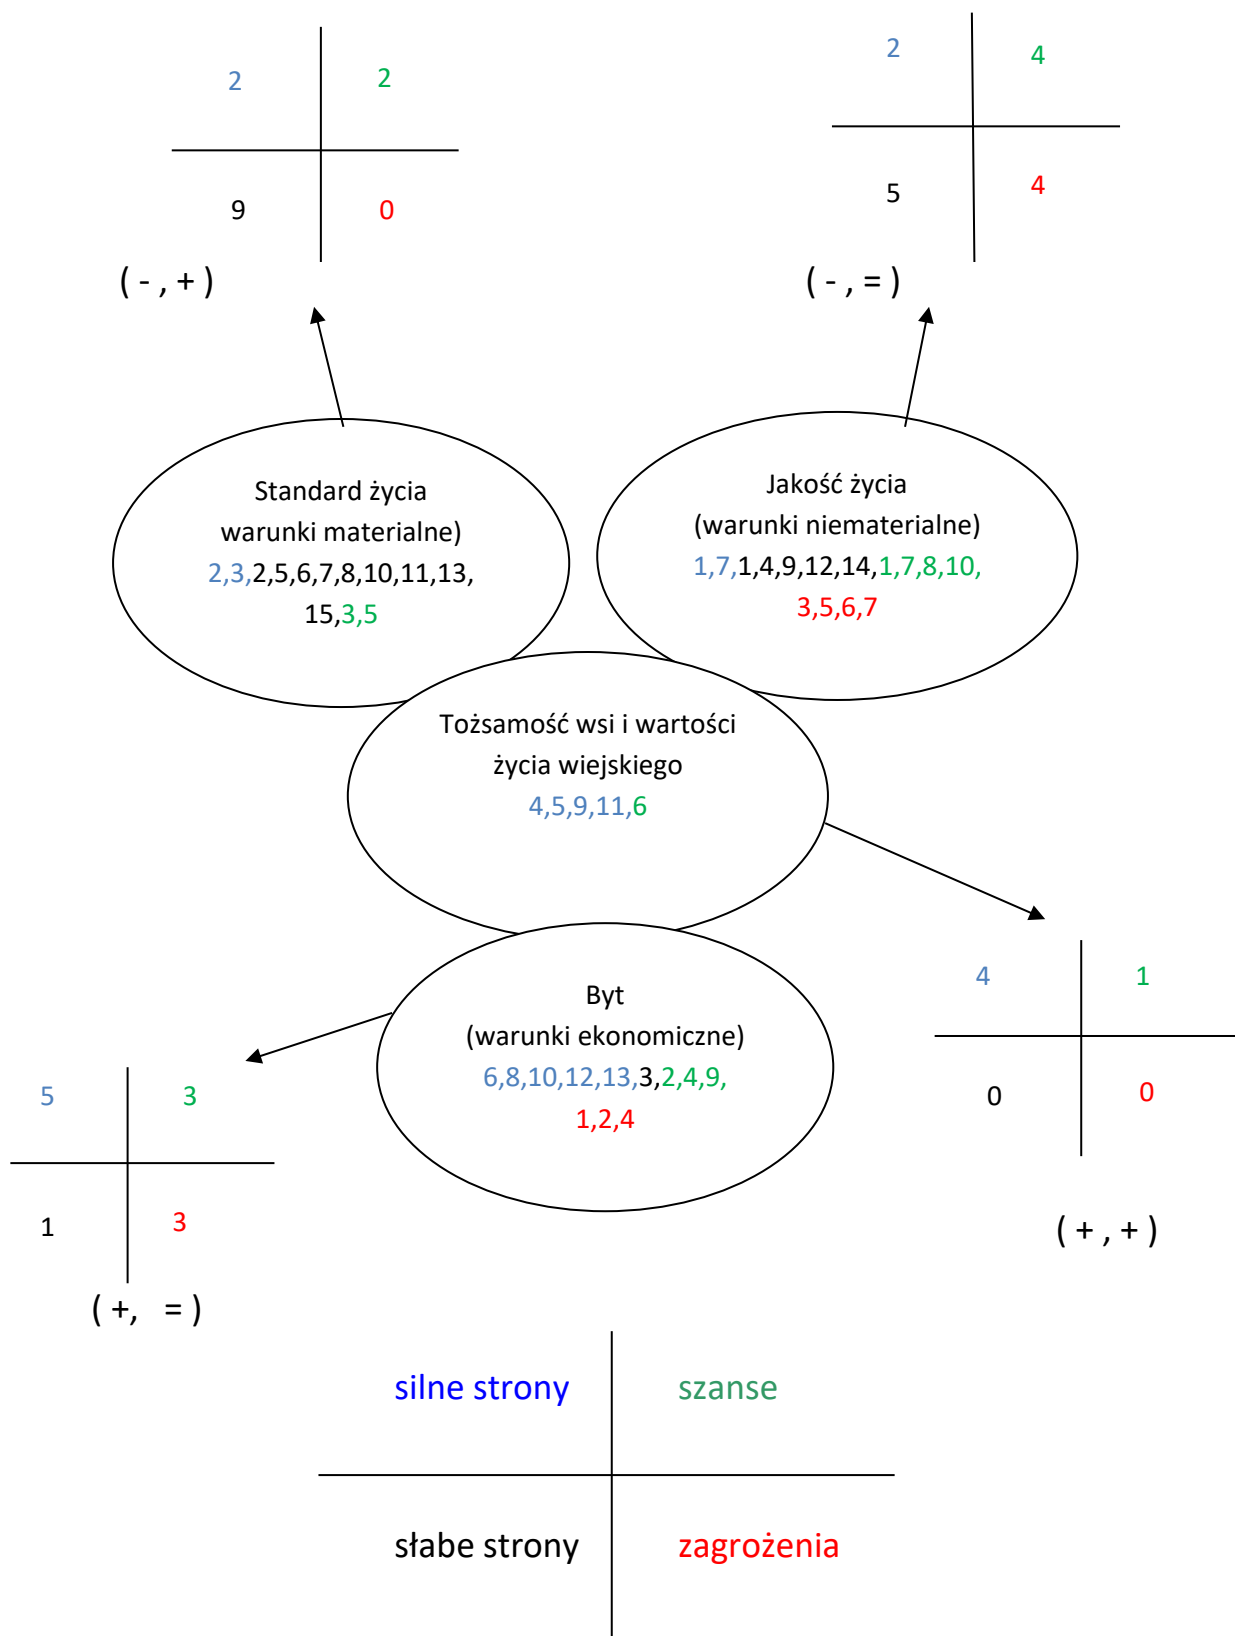 2 2
9 0
( - , + )
2 4
5 4
( - , = )
Standard życia
warunki materialne)
2,3,2,5,6,7,8,10,11,13,
15,3,5
Jakość życia
(warunki niematerialne)
1,7,1,4,9,12,14,1,7,8,10,
3,5,6,7
Tożsamość wsi i wartości
życia wiejskiego
4,5,9,11,6
Byt
(warunki ekonomiczne)
6,8,10,12,13,3,2,4,9,
1,2,4
4 1
0 0
( + , + )
5 3
1 3
( +, = )
silne strony szanse
słabe strony zagrożenia